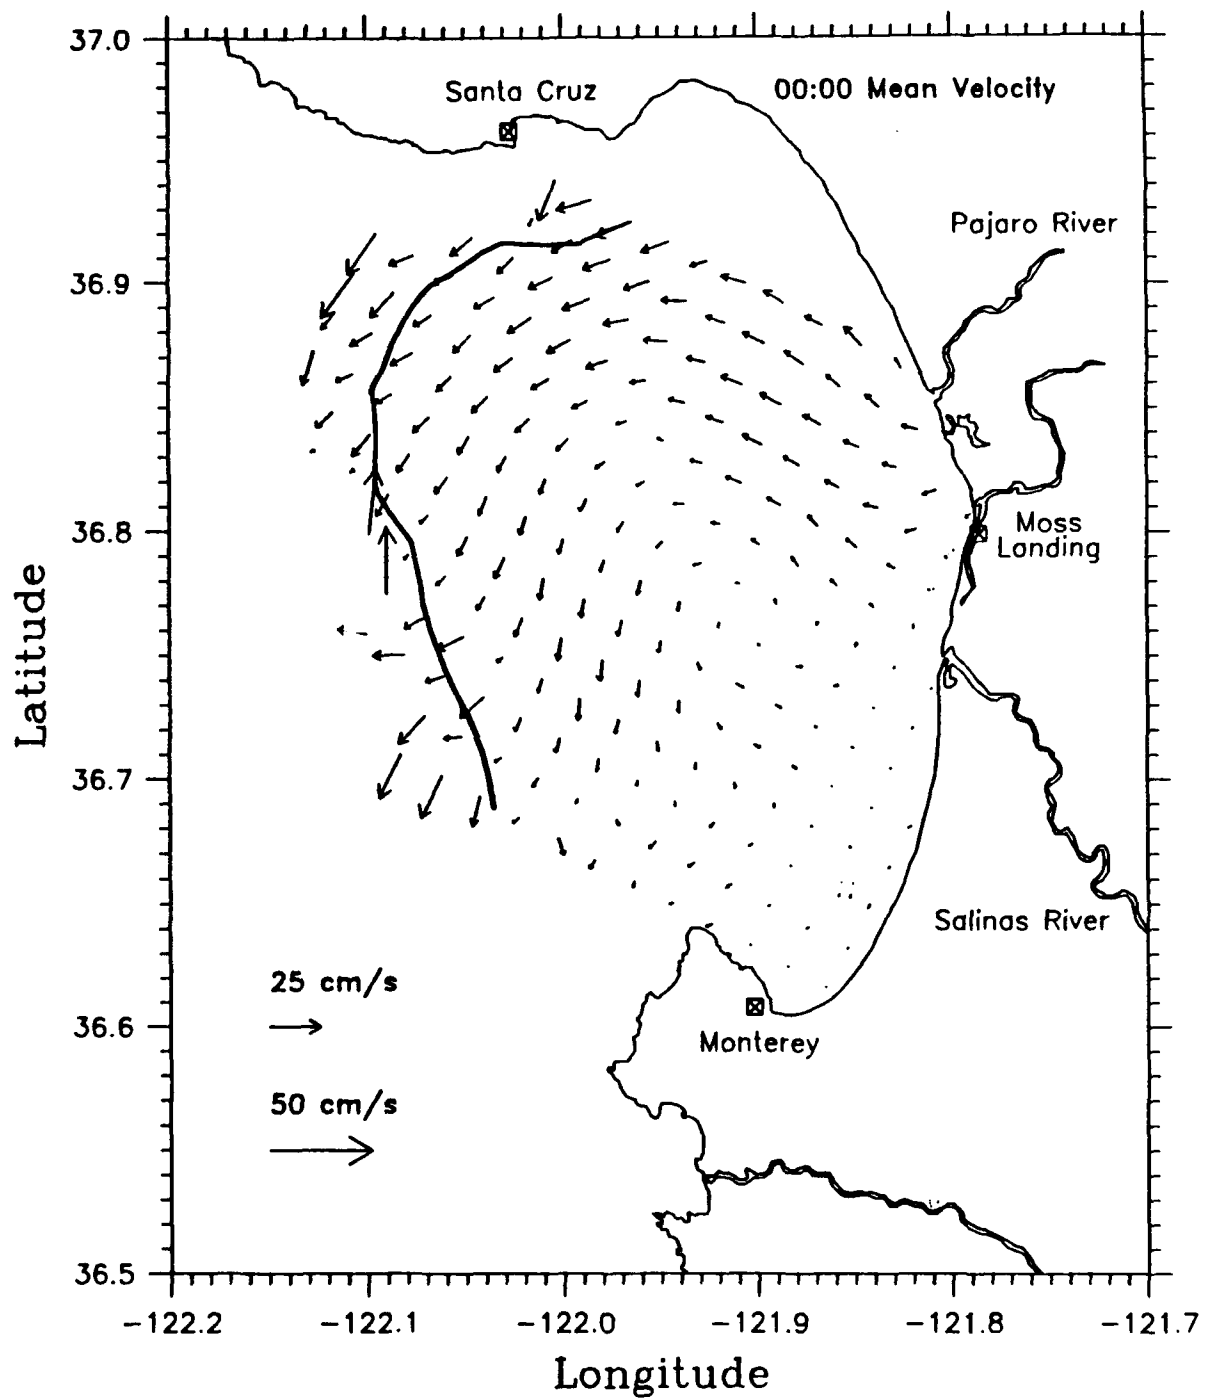 37.0
Santa Cruz
00:00 Mean Velocity
Pajaro River
36.9
36.8
Moss
Landing
Latitude
36.7
Salinas River
25 cm/s
36.6
Monterey
50 cm/s
36.5
-122.2
-122.1
-122.0
-121.9
-121.8
-121.7
Longitude